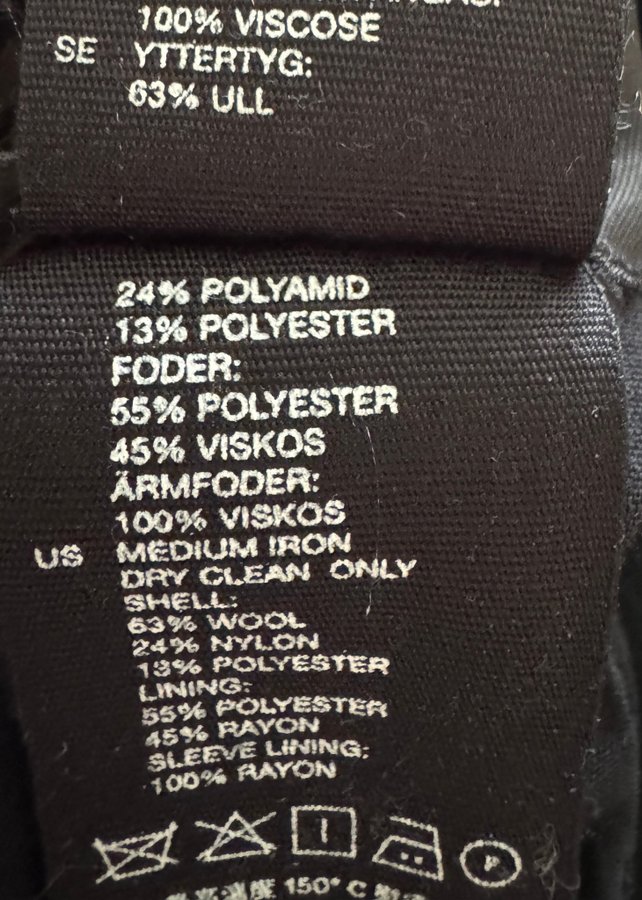 100% VISCOSE
SE YTTERTYG:
63% ULL
24% POLYAMID
13% POLYESTER
FODER:
55% POLYESTER
45% VISKOS
ÄRMFODER:
100% VISKOS
US MEDIUM IRON
DRY CLEAN ONLY
SHELL:
63% WOOL
24% NYLON
13% POLYESTER
LINING:
55% POLYESTER
45% RAYON
SLEEVE LINING:
100% RAYON
P
150°C